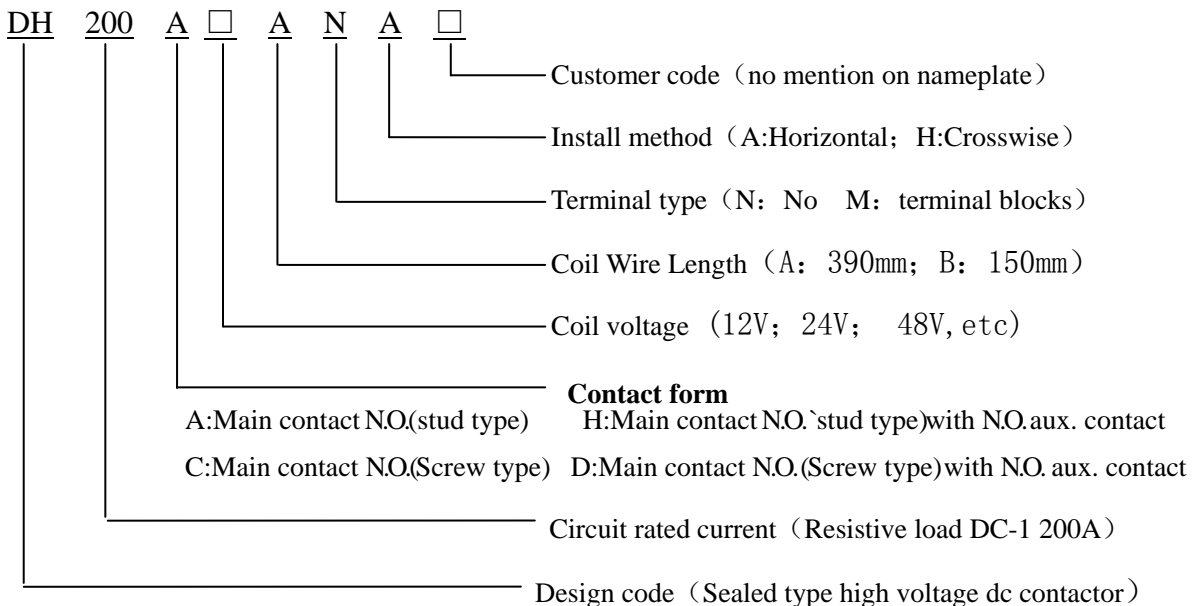 DH 200 A □ A N A □
Customer code（no mention on nameplate）
Install method（A:Horizontal；H:Crosswise）
Terminal type（N：No M：terminal blocks）
Coil Wire Length（A：390mm；B：150mm）
Coil voltage (12V；24V； 48V,etc)
Contact form
A:Main contact N.O.(stud type) H:Main contact N.O.`stud type)with N.O. aux. contact
C:Main contact N.O.(Screw type) D:Main contact N.O.(Screw type)with N.O. aux. contact
Circuit rated current（Resistive load DC-1 200A）
Design code（Sealed type high voltage dc contactor）